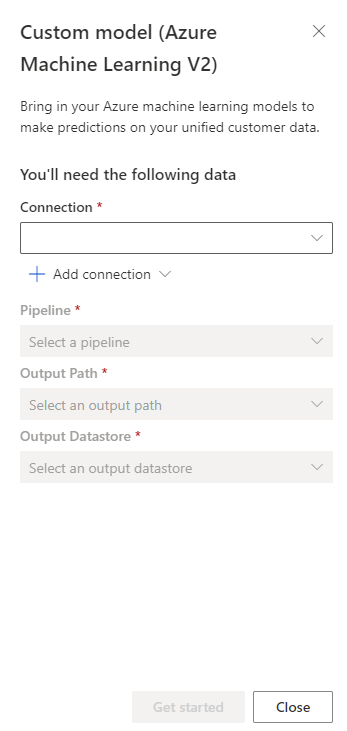 Custom model (Azure
Machine Learning V2)
Bring in your Azure machine learning models to
make predictions on your unified customer data.
You'll need the following data
Connection *
Add connection
Pipeline *
Select a pipeline
Output Path *
Select an output path
Output Datastore *
Select an output datastore
Get started
Close